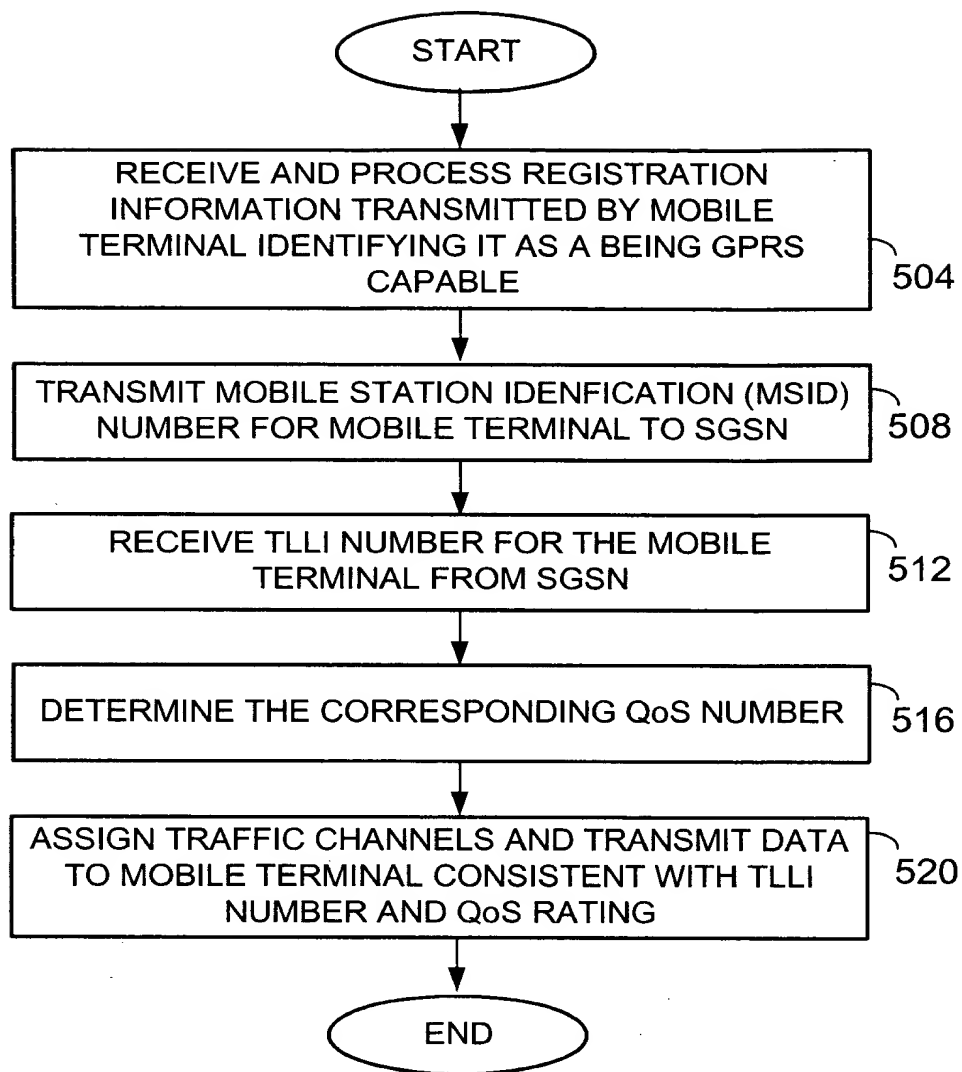 START
RECEIVE AND PROCESS REGISTRATION
INFORMATION TRANSMITTED BY MOBILE
TERMINAL IDENTIFYING IT AS A BEING GPRS
CAPABLE
504
TRANSMIT MOBILE STATION IDENFICATION (MSID)
NUMBER FOR MOBILE TERMINAL TO SGSN
508
RECEIVE TLLI NUMBER FOR THE MOBILE
TERMINAL FROM SGSN
512
DETERMINE THE CORRESPONDING QoS NUMBER
516
ASSIGN TRAFFIC CHANNELS AND TRANSMIT DATA
TO MOBILE TERMINAL CONSISTENT WITH TLLI
NUMBER AND QoS RATING
520
END